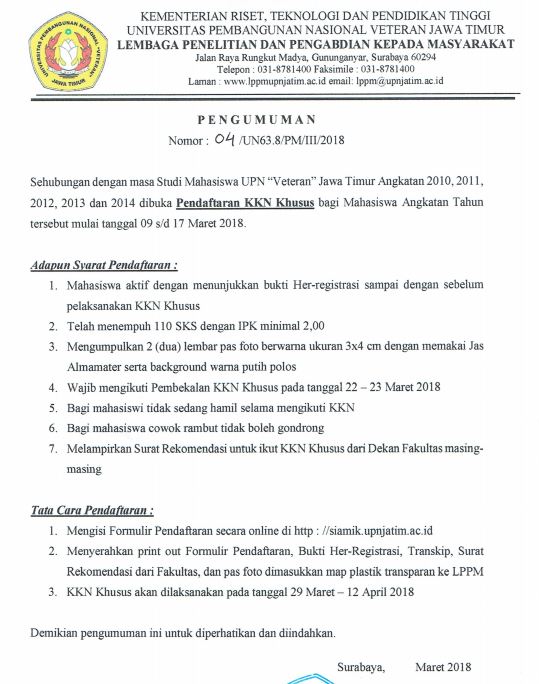 UNIVERSITAS PEMBANGUNAN NASIONAL "VETERAN"
JAWA TIMUR
KEMENTERIAN RISET, TEKNOLOGI DAN PENDIDIKAN TINGGI
UNIVERSITAS PEMBANGUNAN NASIONAL VETERAN JAWA TIMUR
LEMBAGA PENELITIAN DAN PENGABDIAN KEPADA MASYARAKAT
Jalan Raya Rungkut Madya, Gununganyar, Surabaya 60294
Telepon : 031-8781400 Faksimile : 031-8781400
Laman : www.lppmupnjatim.ac.id email: lppm@upnjatim.ac.id
PENGUMUMAN
Nomor : 04 /UN63.8/PM/III/2018
Sehubungan dengan masa Studi Mahasiswa UPN “Veteran” Jawa Timur Angkatan 2010, 2011,
2012, 2013 dan 2014 dibuka Pendaftaran KKN Khusus bagi Mahasiswa Angkatan Tahun
tersebut mulai tanggal 09 s/d 17 Maret 2018.
Adapun Syarat Pendaftaran :
1. Mahasiswa aktif dengan menunjukkan bukti Her-registrasi sampai dengan sebelum
pelaksanakan KKN Khusus
2. Telah menempuh 110 SKS dengan IPK minimal 2,00
3. Mengumpulkan 2 (dua) lembar pas foto berwarna ukuran 3x4 cm dengan memakai Jas
Almamater serta background warna putih polos
4. Wajib mengikuti Pembekalan KKN Khusus pada tanggal 22 – 23 Maret 2018
5. Bagi mahasiswi tidak sedang hamil selama mengikuti KKN
6. Bagi mahasiswa cowok rambut tidak boleh gondrong
7. Melampirkan Surat Rekomendasi untuk ikut KKN Khusus dari Dekan Fakultas masing-
masing
Tata Cara Pendaftaran :
1. Mengisi Formulir Pendaftaran secara online di http : //siamik.upnjatim.ac.id
2. Menyerahkan print out Formulir Pendaftaran, Bukti Her-Registrasi, Transkip, Surat
Rekomendasi dari Fakultas, dan pas foto dimasukkan map plastik transparan ke LPPM
3. KKN Khusus akan dilaksanakan pada tanggal 29 Maret – 12 April 2018
Demikian pengumuman ini untuk diperhatikan dan diindahkan.
Surabaya, Maret 2018